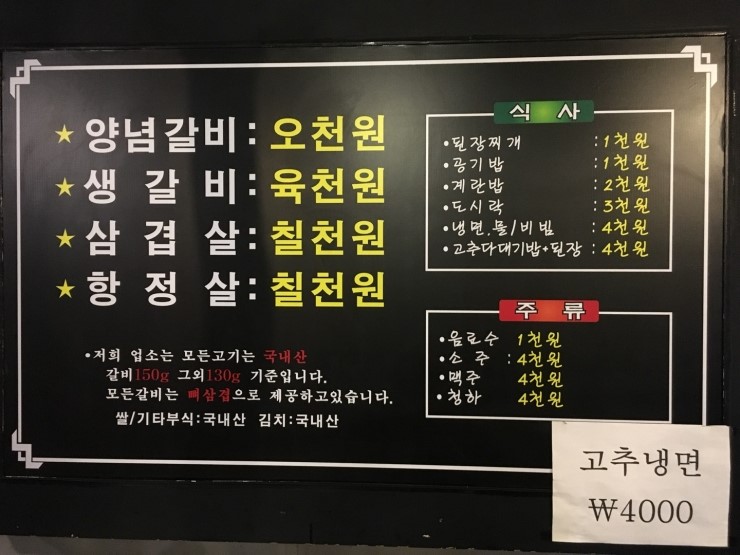 ★ 양념갈비: 오천원
★ 생 갈 비: 육천원
★ 삼 겹 살: 칠천원
★ 항 정 살: 칠천원
•저희 업소는 모든고기는 국내산
갈비150g 그외130g 기준입니다.
모든갈비는 뼈삼겹으로 제공하고있습니다.
쌀/기타부식:국내산 김치:국내산
식 사
•된장찌개 : 1천원
•공기밥 : 1천원
•계란밥 : 2천원
•도시락 : 3천원
•냉면.물/비빔 : 4천원
•고추다대기밥+된장 : 4천원
주 류
•음료수 1천원
•소 주 : 4천원
•맥주 4천원
•청하 4천원
고추냉면
₩4000